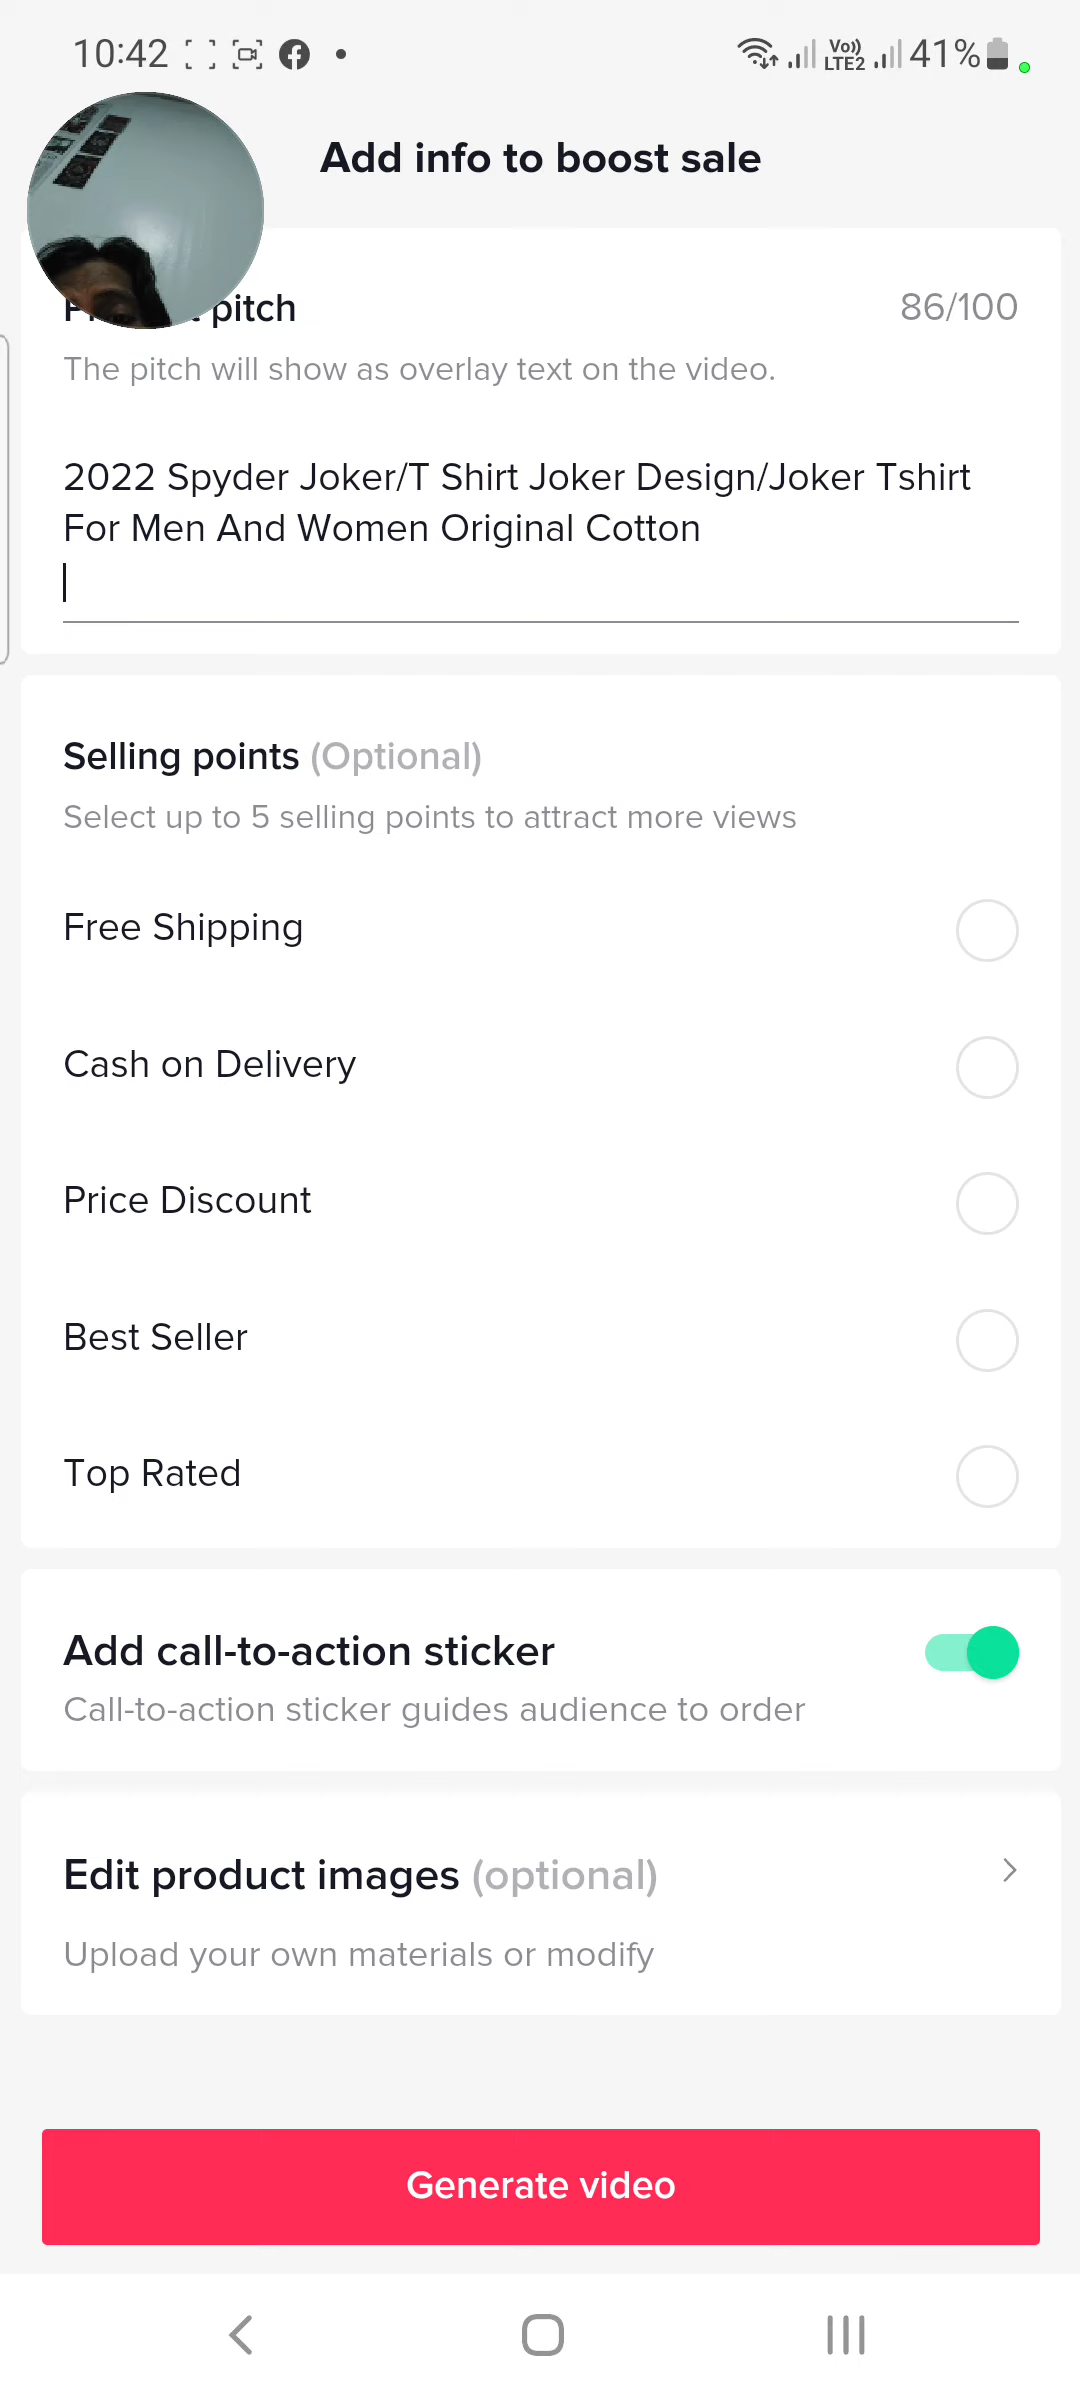 10:42
Vo))
LTE2
41%
Add info to boost sale
pitch
86/100
The pitch will show as overlay text on the video.
2022 Spyder Joker/T Shirt Joker Design/Joker Tshirt
For Men And Women Original Cotton
Selling points (Optional)
Select up to 5 selling points to attract more views
Free Shipping
Cash on Delivery
Price Discount
Best Seller
Top Rated
Add call-to-action sticker
Call-to-action sticker guides audience to order
Edit product images (optional)
Upload your own materials or modify
Generate video